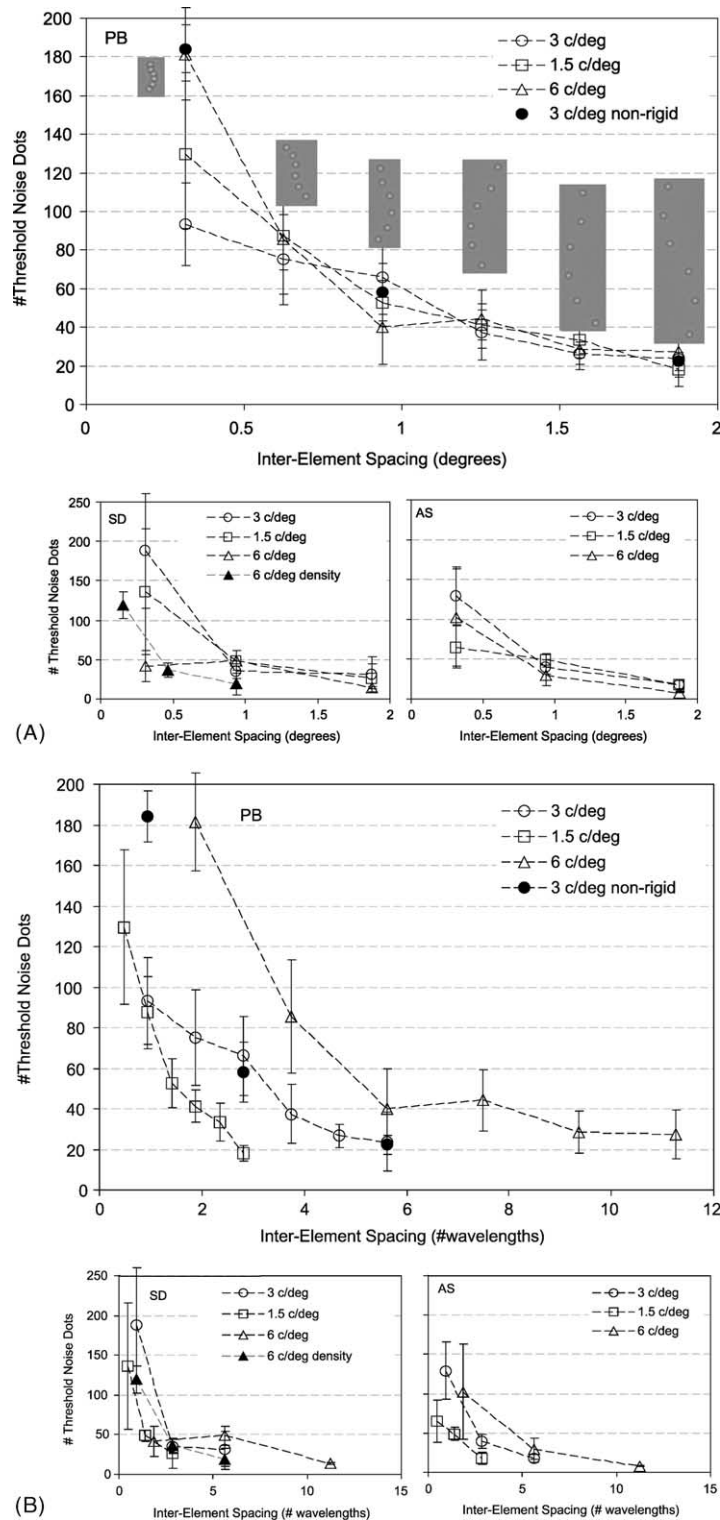 200
180
160
140
120
100
80
60
40
20
0
#Threshold Noise Dots
PB
3 c/deg
1.5 c/deg
6 c/deg
3 c/deg non-rigid
0 0.5 1 1.5 2
Inter-Element Spacing (degrees)
250
200
150
100
50
0
# Threshold Noise Dots
SD
3 c/deg
1.5 c/deg
6 c/deg
6 c/deg density
0 0.5 1 1.5 2
Inter-Element Spacing (degrees)
AS
3 c/deg
1.5 c/deg
6 c/deg
0 0.5 1 1.5 2
Inter-Element Spacing (degrees)
(A)
200
180
160
140
120
100
80
60
40
20
0
#Threshold Noise Dots
PB
3 c/deg
1.5 c/deg
6 c/deg
3 c/deg non-rigid
0 2 4 6 8 10 12
Inter-Element Spacing (#wavelengths)
250
200
150
100
50
0
# Threshold Noise Dots
SD
3 c/deg
1.5 c/deg
6 c/deg
6 c/deg density
0 5 10 15
Inter-Element Spacing (# wavelengths)
AS
3 c/deg
1.5 c/deg
6 c/deg
0 5 10 15
Inter-Element Spacing (# wavelengths)
(B)